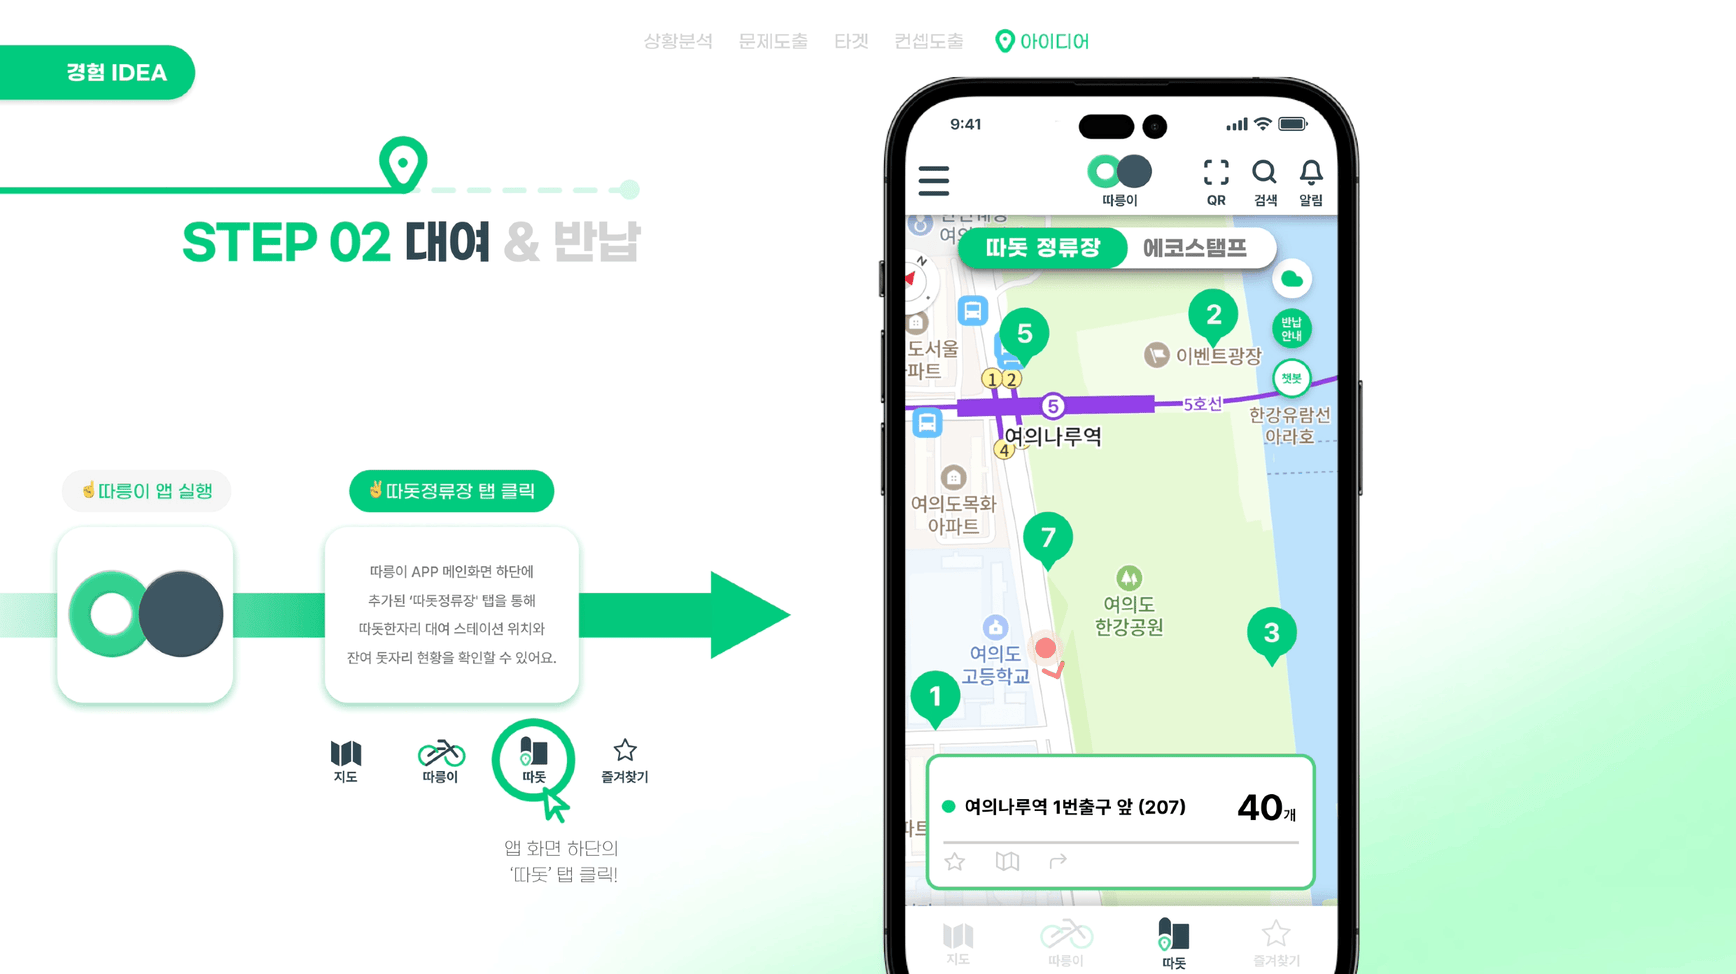 상황분석 문제도출 타겟 컨셉도출 아이디어
경험 IDEA
STEP 02 대여 & 반납
☝따릉이 앱 실행
✌따돗정류장 탭 클릭
따릉이 APP 메인화면 하단에
추가된 ‘따돗정류장’ 탭을 통해
따돗한자리 대여 스테이션 위치와
잔여 돗자리 현황을 확인할 수 있어요.
지도 따릉이 따돗 즐겨찾기
앱 화면 하단의
‘따돗’ 탭 클릭!
9:41
따릉이
QR 검색 알림
따돗 정류장 에코스탬프
N
5
2
반납
안내
챗봇
도서울
파트
이벤트광장
1 2
5
5호선
여의나루역
4
한강유람선
아라호
여의도목화
아파트
7
여의도
한강공원
3
여의도
고등학교
1
여의나루역 1번출구 앞 (207) 40개
지도 따릉이 따돗 즐겨찾기